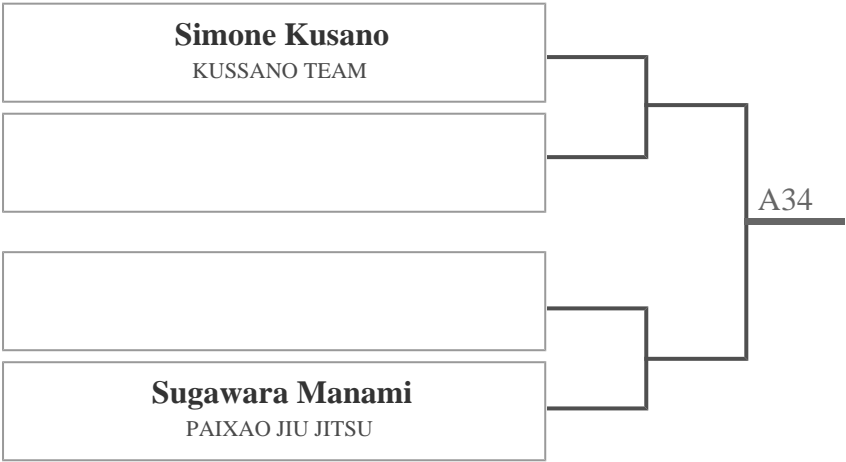 Simone Kusano
KUSSANO TEAM
A34
Sugawara Manami
PAIXAO JIU JITSU